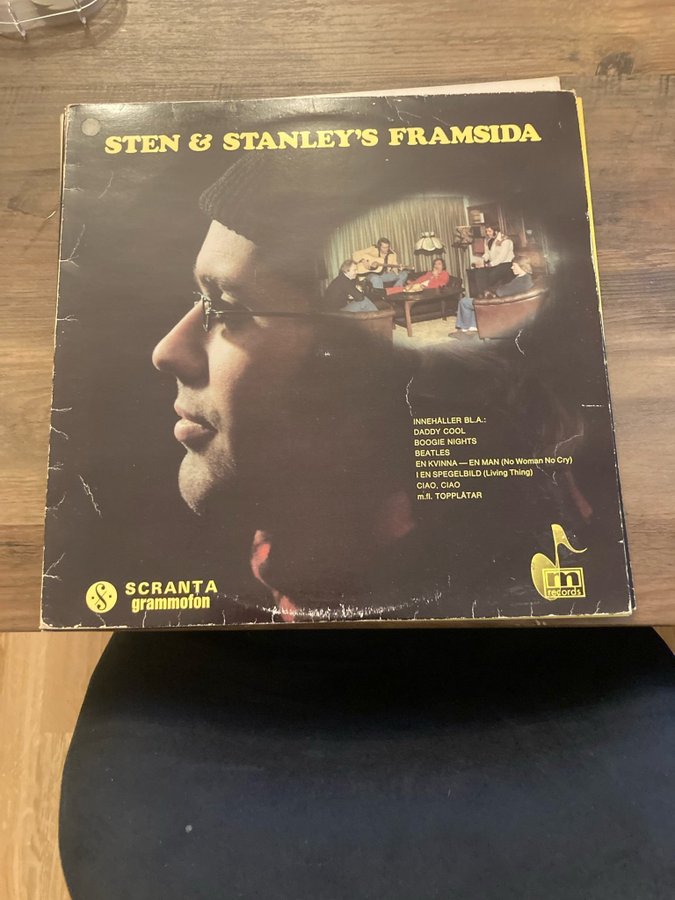 STEN & STANLEY'S FRAMSIDA
INNEHÅLLER BL.A.:
DADDY COOL
BOOGIE NIGHTS
BEATLES
EN KVINNA — EN MAN (No Woman No Cry)
I EN SPEGELBILD (Living Thing)
CIAO, CIAO
m.fl. TOPPLÅTAR
S
SCRANTA
grammofon
m
records